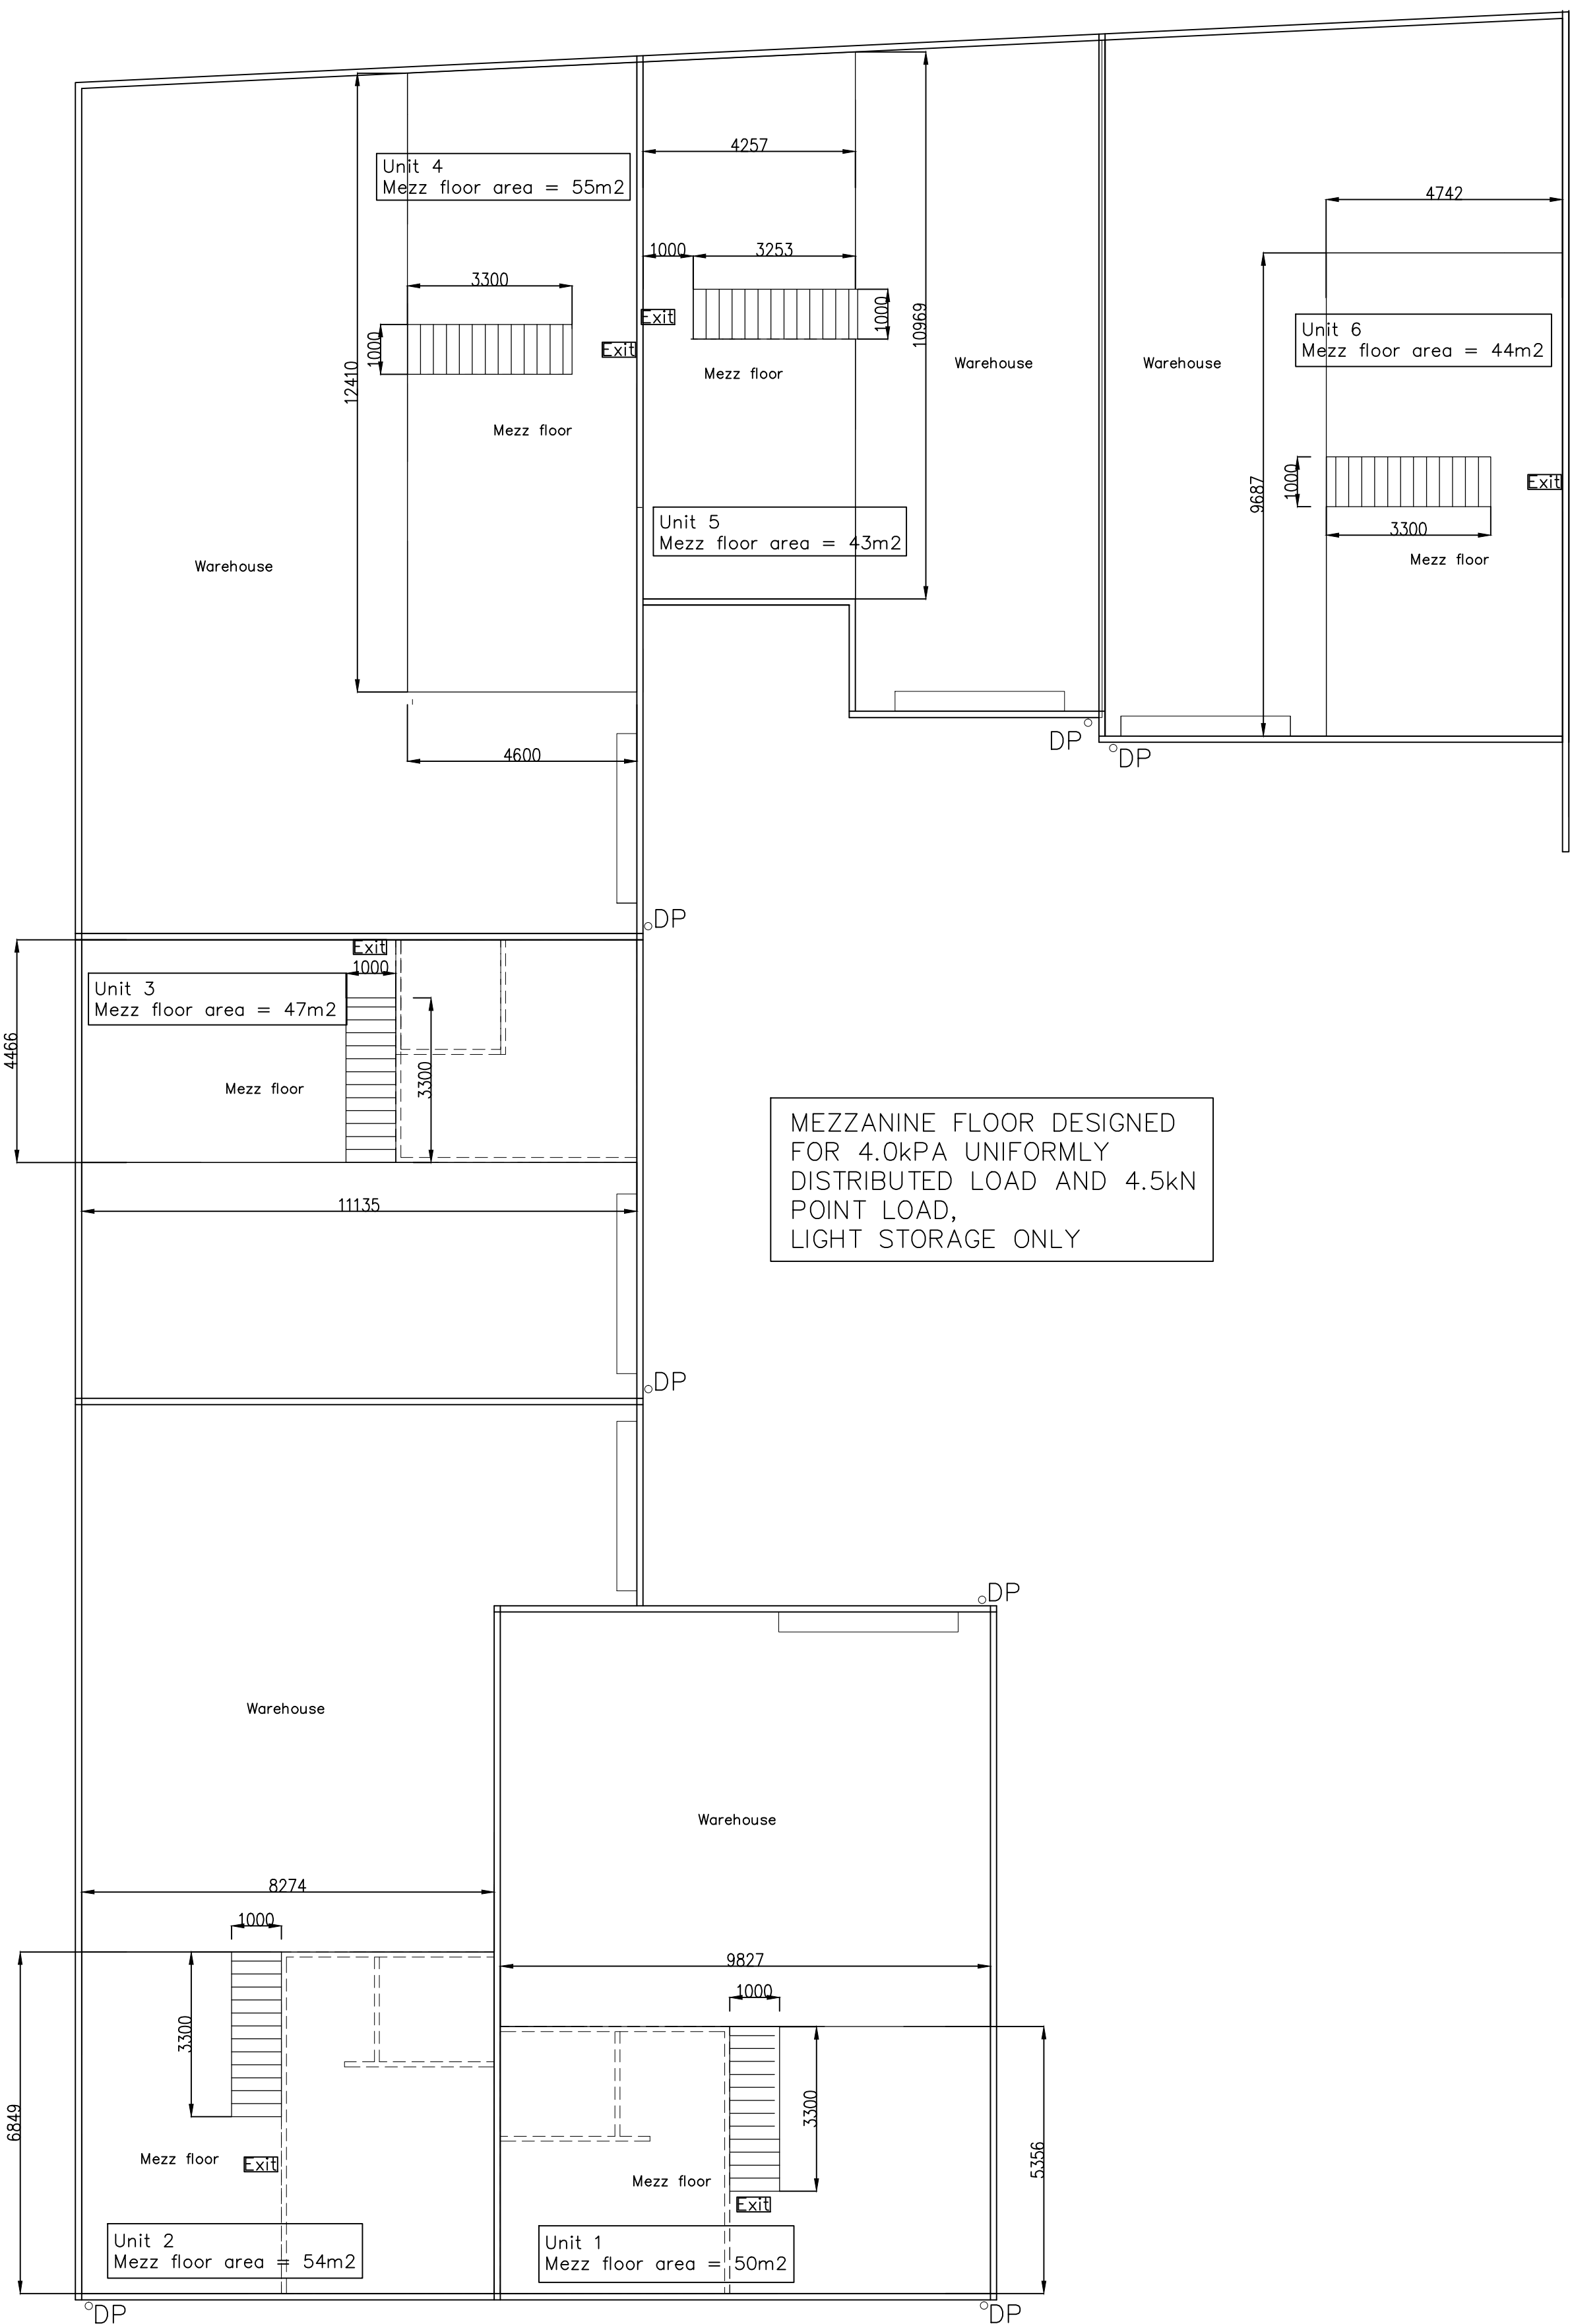 4257
Unit 4
Mezz floor area = 55m2
4742
1000
3253
3300
1000
10969
Exit
Exit
1000
12410
Mezz floor
Warehouse
Warehouse
Unit 6
Mezz floor area = 44m2
Mezz floor
9687
1000
Exit
3300
Mezz floor
Unit 5
Mezz floor area = 43m2
Warehouse
4600
DP
DP
DP
Exit
1000
Unit 3
Mezz floor area = 47m2
4466
3300
Mezz floor
11135
MEZZANINE FLOOR DESIGNED
FOR 4.0kPA UNIFORMLY
DISTRIBUTED LOAD AND 4.5kN
POINT LOAD,
LIGHT STORAGE ONLY
DP
DP
Warehouse
Warehouse
8274
1000
9827
1000
3300
3300
6849
5356
Mezz floor
Exit
Mezz floor
Exit
Unit 2
Mezz floor area = 54m2
Unit 1
Mezz floor area = 50m2
DP
DP